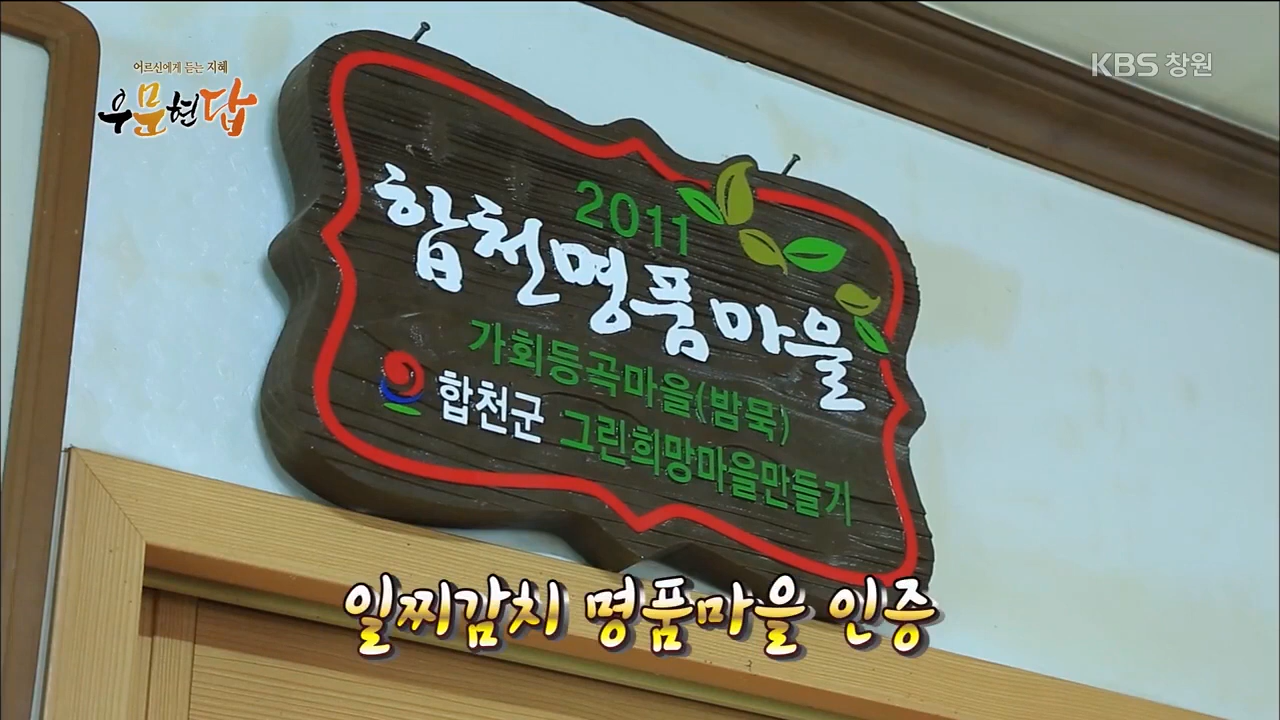 어르신에게 듣는 지혜
우문현답
KBS 창원
2011
합천명품마을
가회등곡마을(밤묵)
합천군 그린희망마을만들기
일찌감치 명품마을 인증